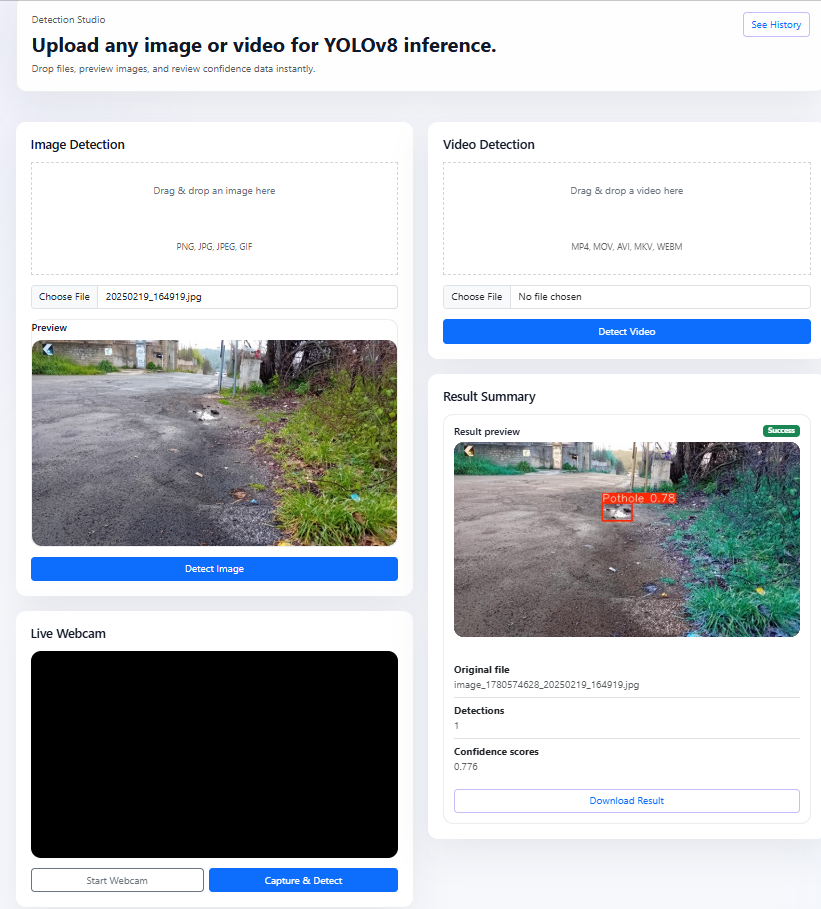 Detection Studio
Upload any image or video for YOLOv8 inference.
Drop files, preview images, and review confidence data instantly.
See History
Image Detection
Drag & drop an image here
PNG, JPG, JPEG, GIF
Choose File
20250219_164919.jpg
Preview
Detect Image
Live Webcam
Start Webcam
Capture & Detect
Video Detection
Drag & drop a video here
MP4, MOV, AVI, MKV, WEBM
Choose File
No file chosen
Detect Video
Result Summary
Result preview
Success
Pothole 0.78
Original file
image_1780574628_20250219_164919.jpg
Detections
1
Confidence scores
0.776
Download Result